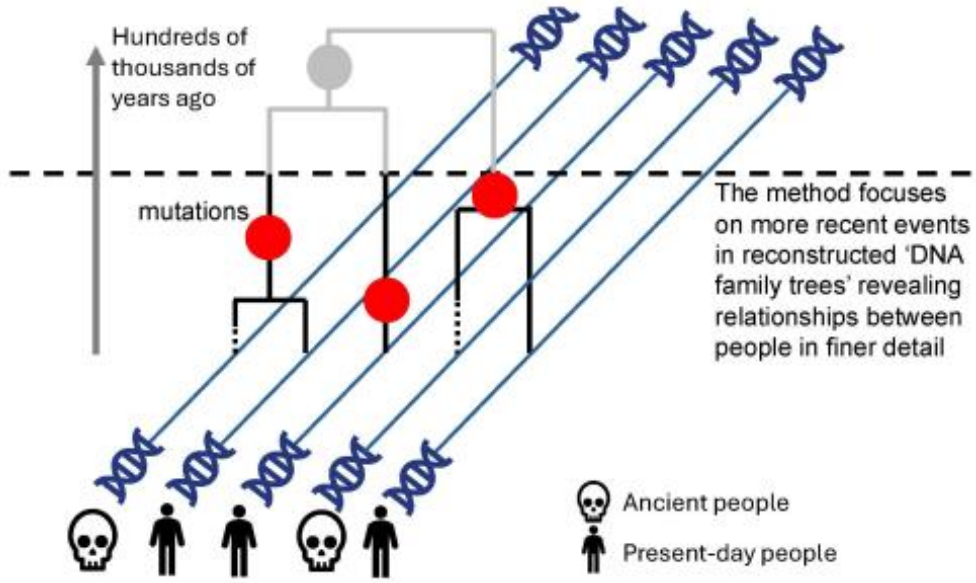 Hundreds of
thousands of
years ago
mutations
The method focuses
on more recent events
in reconstructed ‘DNA
family trees’ revealing
relationships between
people in finer detail
Ancient people
Present-day people